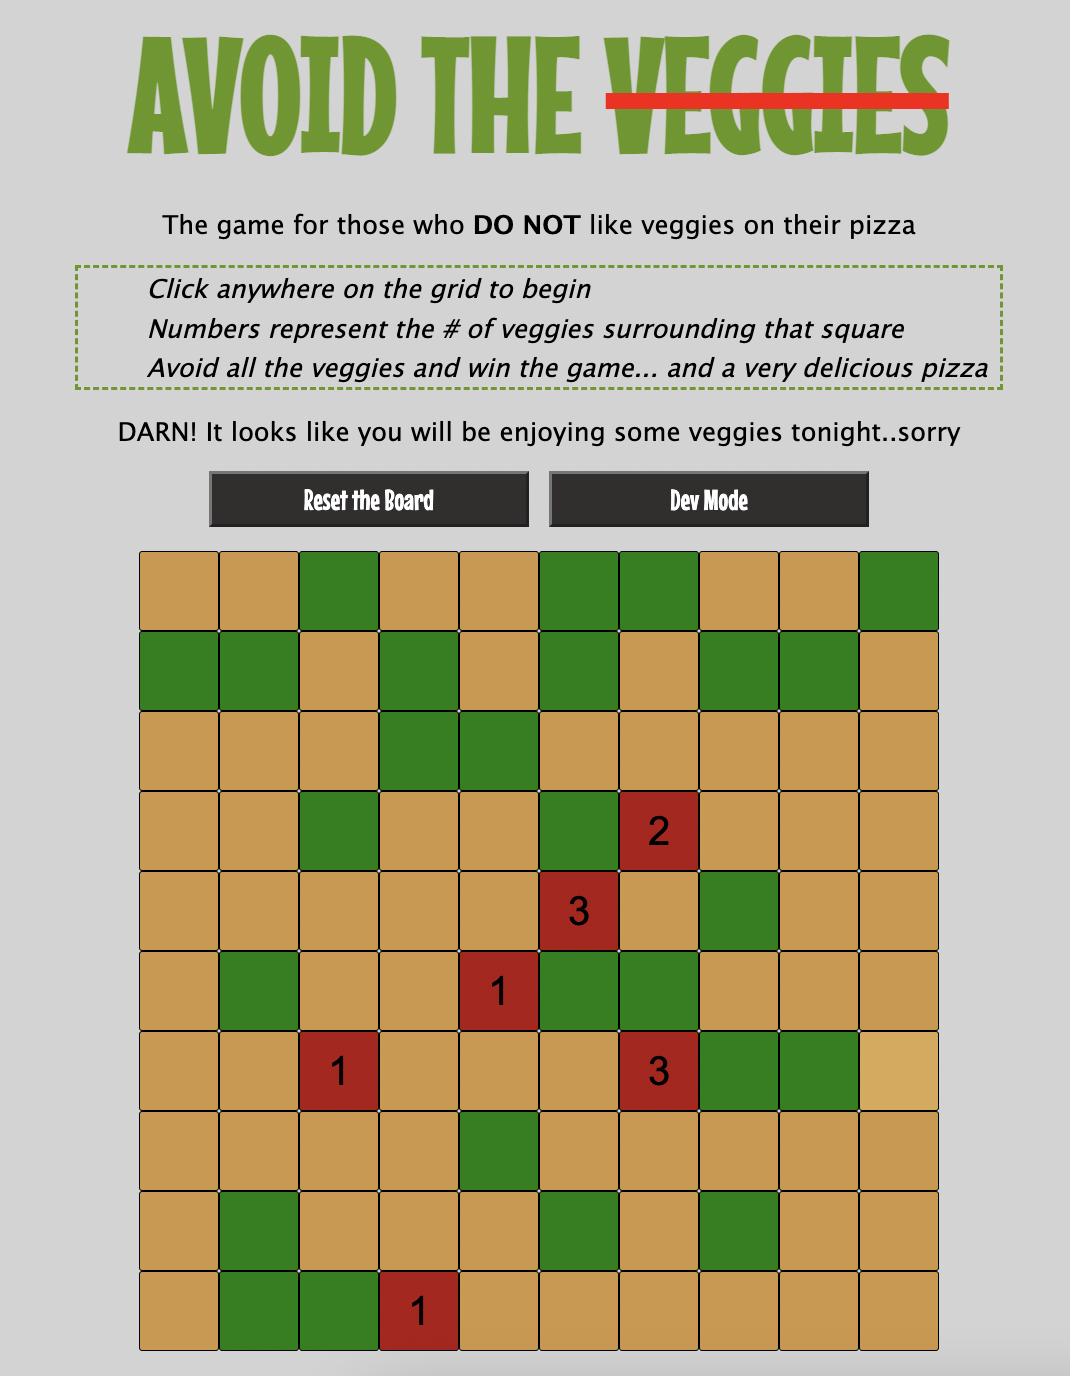 AVOID THE VEGGIES
The game for those who DO NOT like veggies on their pizza
Click anywhere on the grid to begin
Numbers represent the # of veggies surrounding that square
Avoid all the veggies and win the game... and a very delicious pizza
DARN! It looks like you will be enjoying some veggies tonight..sorry
Reset the Board
Dev Mode
2
3
1
1
3
1